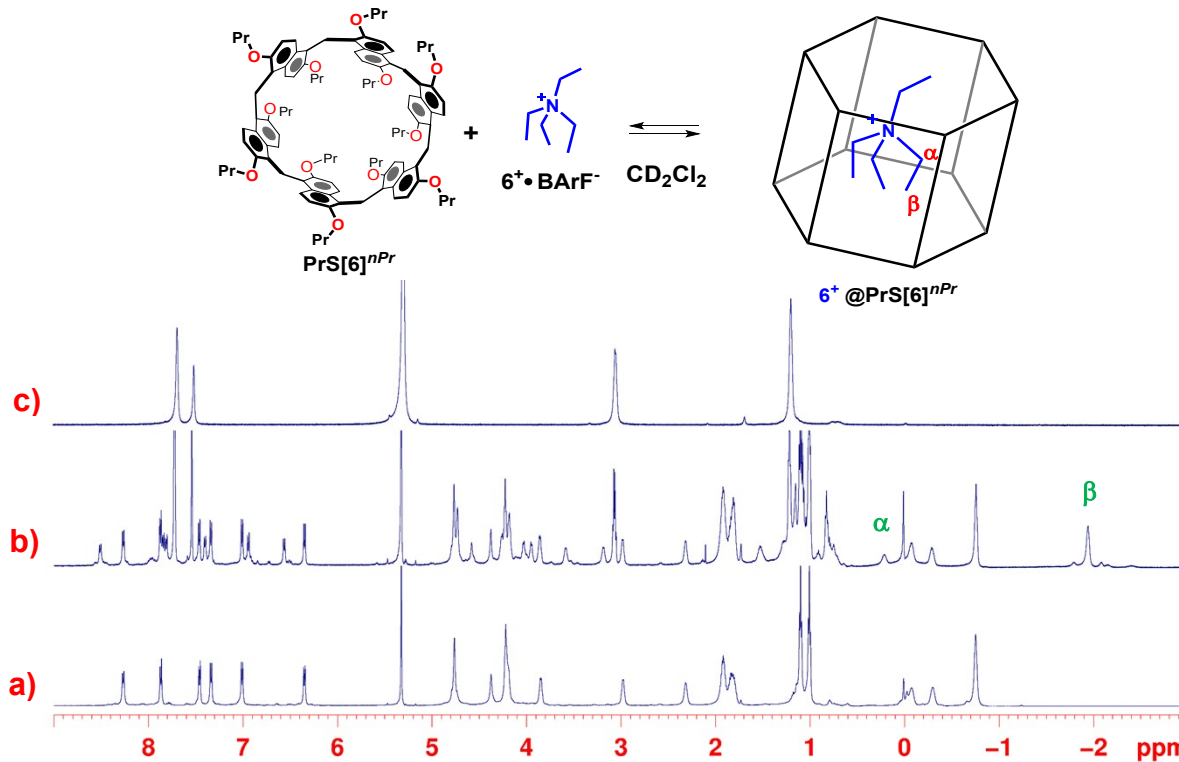 Pr O
O Pr
Pr
O
Pr
O
O
Pr
O Pr
Pr O
Pr
O
Pr
O
Pr
O
Pr
O
O
Pr
O
Pr
PrS[6]nPr
+
+
N
6+• BArF-
CD2Cl2
+
N
α
β
6+ @PrS[6]nPr
c)
b)
α
β
a)
8 7 6 5 4 3 2 1 0 −1 −2 ppm